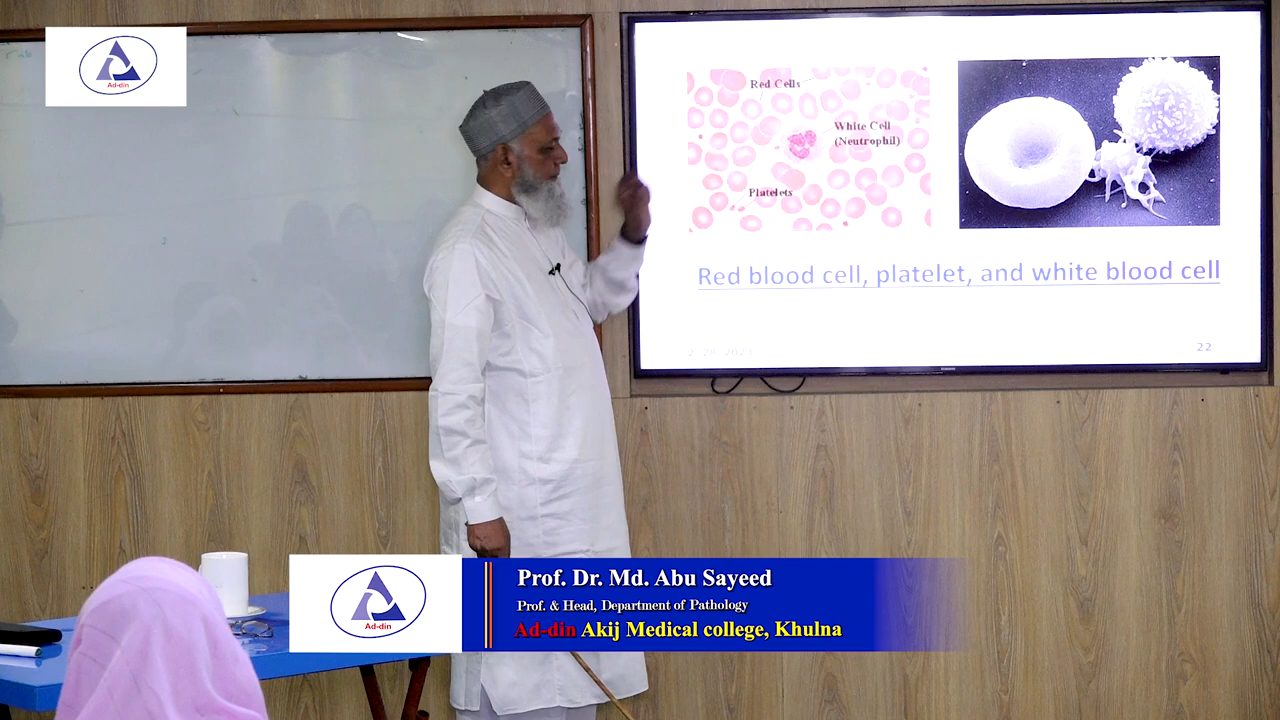 Ad-din
Red Cells
White Cell
(Neutrophil)
Platelets
Red blood cell, platelet, and white blood cell
22
Prof. Dr. Md. Abu Sayeed
Prof. & Head, Department of Pathology
Ad-din Akij Medical college, Khulna
Ad-din